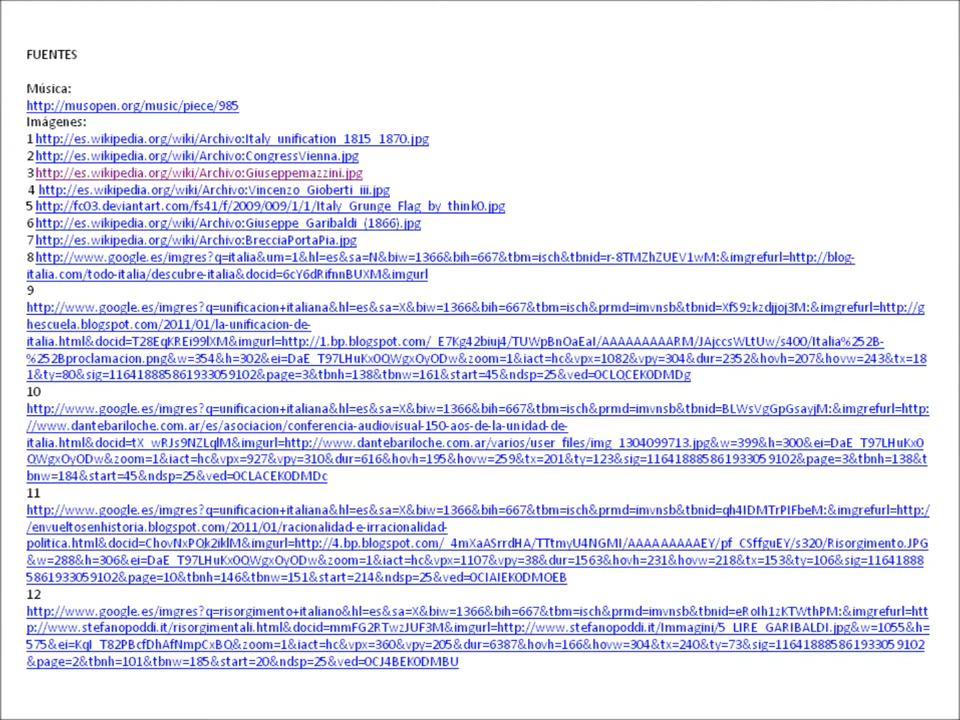 FUENTES
Música:
http://musopen.org/music/piece/985
Imágenes:
1 http://es.wikipedia.org/wiki/Archivo:Italy_unification_1815_1870.jpg
2 http://es.wikipedia.org/wiki/Archivo:CongressVienna.jpg
3 http://es.wikipedia.org/wiki/Archivo:Giuseppemazzini.jpg
4 http://es.wikipedia.org/wiki/Archivo:Vincenzo_Gioberti_iii.jpg
5 http://fc03.deviantart.com/fs41/f/2009/009/1/1/Italy_Grunge_Flag_by_think0.jpg
6 http://es.wikipedia.org/wiki/Archivo:Giuseppe_Garibaldi_(1866).jpg
7 http://es.wikipedia.org/wiki/Archivo:BrecciaPortaPia.jpg
8 http://www.google.es/imgres?q=italia&um=1&hl=es&sa=N&biw=1366&bih=667&tbm=isch&tbnid=r-8TMZhZUEV1wM:&imgrefurl=http://blog-
italia.com/todo-italia/descubre-italia&docid=6cY6dRifnnBUXM&imgurl
9
http://www.google.es/imgres?q=unificacion+italiana&hl=es&sa=X&biw=1366&bih=667&tbm=isch&prmd=imvnsb&tbnid=XfS9zkzdjjoj3M:&imgrefurl=http://g
hescuela.blogspot.com/2011/01/la-unificacion-de-
italia.html&docid=T28EqKREi99lXM&imgurl=http://1.bp.blogspot.com/_E7Kg42biuj4/TUWpBnOaEaI/AAAAAAAAARM/JAjccsWLtUw/s400/Italia%252B-
%252Bproclamacion.png&w=354&h=302&ei=DaE_T97LHuKx0QWgxOyODw&zoom=1&iact=hc&vpx=1082&vpy=304&dur=2352&hovh=207&hovw=243&tx=18
1&ty=80&sig=116418885861933059102&page=3&tbnh=138&tbnw=161&start=45&ndsp=25&ved=0CLQCEK0DMDg
10
http://www.google.es/imgres?q=unificacion+italiana&hl=es&sa=X&biw=1366&bih=667&tbm=isch&prmd=imvnsb&tbnid=BLWsVgGpGsayjM:&imgrefurl=http:
//www.dantebariloche.com.ar/es/asociacion/conferencia-audiovisual-150-aos-de-la-unidad-de-
italia.html&docid=tX_wRJs9NZLqlM&imgurl=http://www.dantebariloche.com.ar/varios/user_files/img_1304099713.jpg&w=399&h=300&ei=DaE_T97LHuKx0
QWgxOyODw&zoom=1&iact=hc&vpx=927&vpy=310&dur=616&hovh=195&hovw=259&tx=201&ty=123&sig=116418885861933059102&page=3&tbnh=138&t
bnw=184&start=45&ndsp=25&ved=0CLACEK0DMDc
11
http://www.google.es/imgres?q=unificacion+italiana&hl=es&sa=X&biw=1366&bih=667&tbm=isch&prmd=imvnsb&tbnid=qh4IDMTrPIFbeM:&imgrefurl=http:/
/envueltosenhistoria.blogspot.com/2011/01/racionalidad-e-irracionalidad-
politica.html&docid=ChovNxPQk2iklM&imgurl=http://4.bp.blogspot.com/_4mXaASrrdHA/TTtmyU4NGMI/AAAAAAAAAEY/pf_CSffguEY/s320/Risorgimento.JPG
&w=288&h=306&ei=DaE_T97LHuKx0QWgxOyODw&zoom=1&iact=hc&vpx=1107&vpy=38&dur=1563&hovh=231&hovw=218&tx=153&ty=106&sig=11641888
5861933059102&page=10&tbnh=146&tbnw=151&start=214&ndsp=25&ved=0CIAIEK0DMOEB
12
http://www.google.es/imgres?q=risorgimento+italiano&hl=es&sa=X&biw=1366&bih=667&tbm=isch&prmd=imvnsb&tbnid=eRoIh1zKTWthPM:&imgrefurl=htt
p://www.stefanopoddi.it/risorgimentali.html&docid=mmFG2RTwzJUF3M&imgurl=http://www.stefanopoddi.it/Immagini/5_LIRE_GARIBALDI.jpg&w=1055&h=
575&ei=KqI_T82PBcfDhAfNmpCxBQ&zoom=1&iact=hc&vpx=360&vpy=205&dur=6387&hovh=166&hovw=304&tx=240&ty=73&sig=116418885861933059102
&page=2&tbnh=101&tbnw=185&start=20&ndsp=25&ved=0CJ4BEK0DMBU